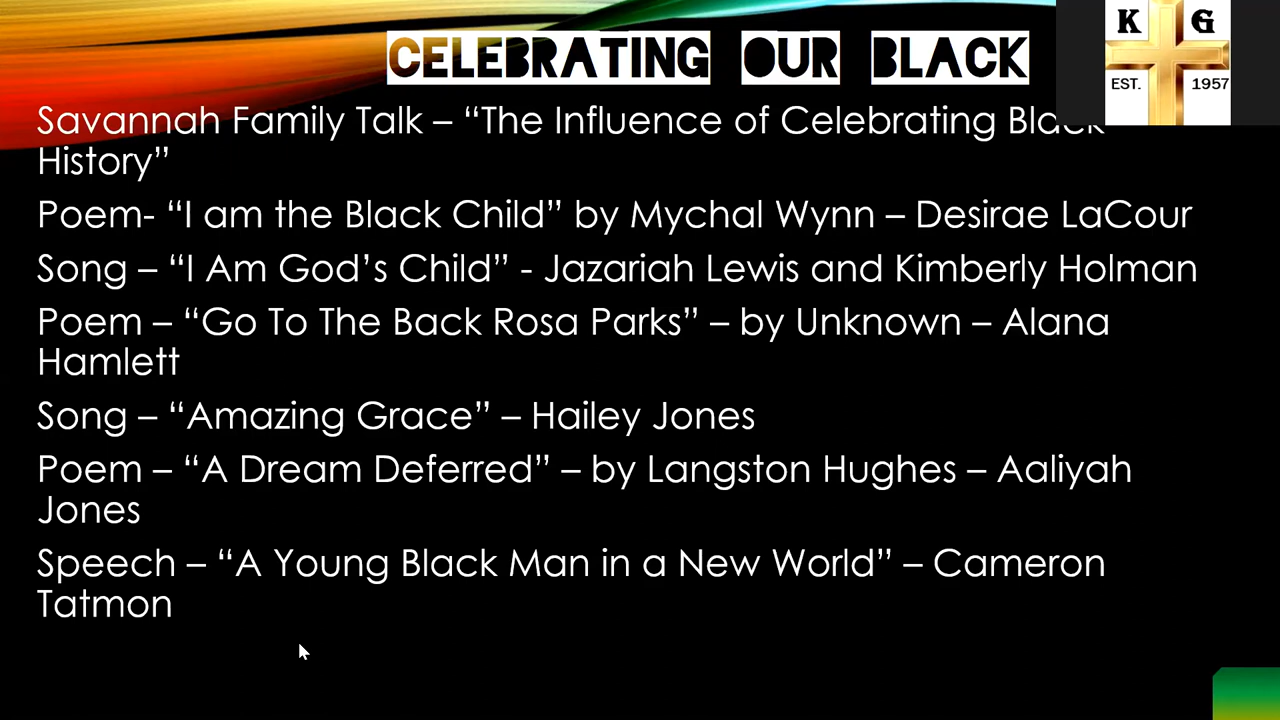 CELEBRATING OUR BLACK
K G
EST. 1957
Savannah Family Talk – “The Influence of Celebrating Black
History”
Poem- “I am the Black Child” by Mychal Wynn – Desirae LaCour
Song – “I Am God’s Child” - Jazariah Lewis and Kimberly Holman
Poem – “Go To The Back Rosa Parks” – by Unknown – Alana
Hamlett
Song – “Amazing Grace” – Hailey Jones
Poem – “A Dream Deferred” – by Langston Hughes – Aaliyah
Jones
Speech – “A Young Black Man in a New World” – Cameron
Tatmon